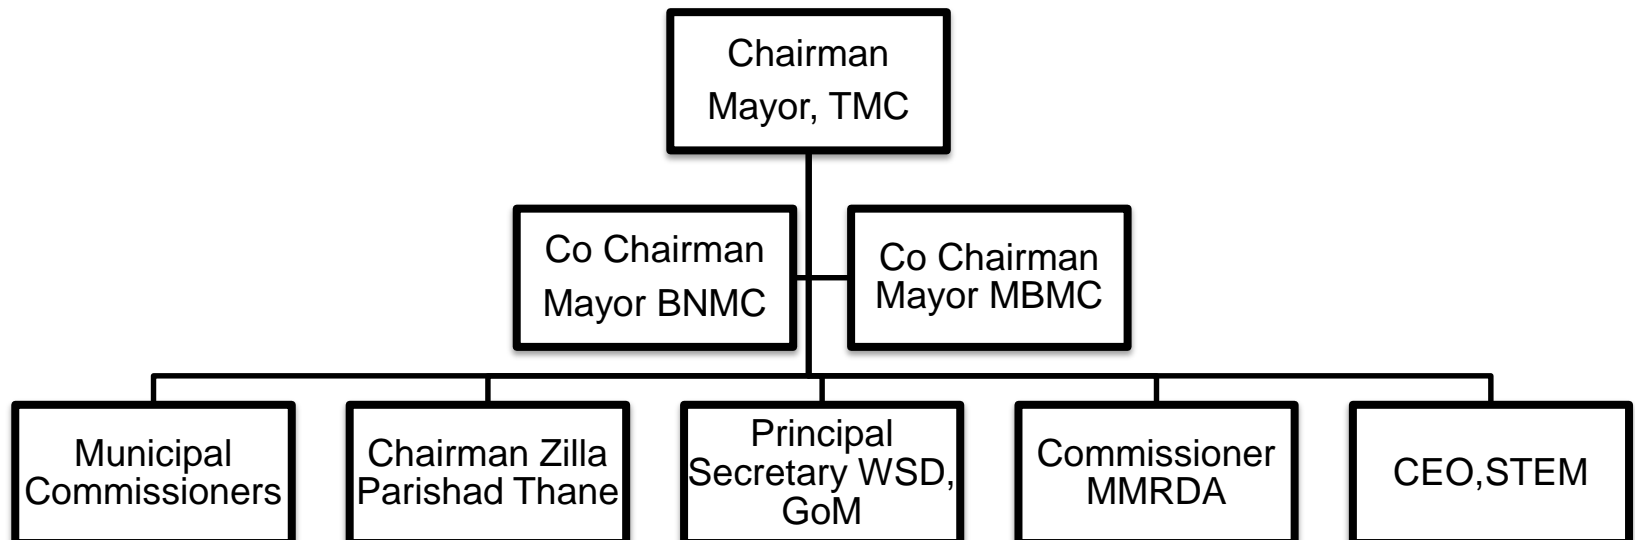 Chairman
Mayor, TMC
Co Chairman
Mayor BNMC
Co Chairman
Mayor MBMC
Municipal
Commissioners
Chairman Zilla
Parishad Thane
Principal
Secretary WSD,
GoM
Commissioner
MMRDA
CEO,STEM